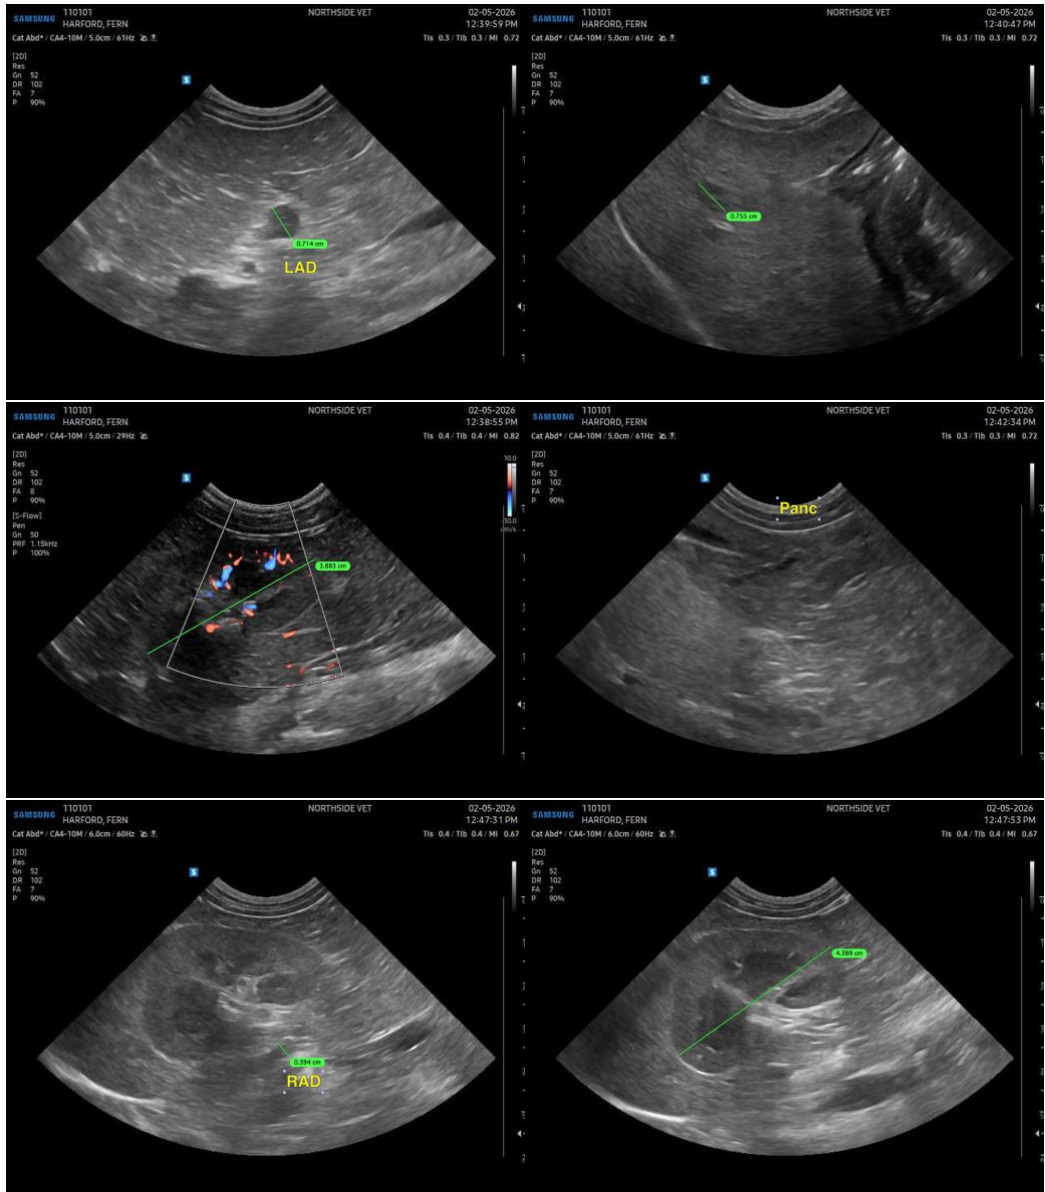 SAMSUNG
110101
HARFORD, FERN
NORTHSIDE VET
02-05-2026
12:39:59 PM
Cat Abd* / CA4-10M / 5.0cm / 61Hz
TIs 0.3 / TIb 0.3 / MI 0.72
[2D]
Res
Gn 52
DR 102
FA 7
P 90%
S
0.714 cm
LAD
SAMSUNG
110101
HARFORD, FERN
NORTHSIDE VET
02-05-2026
12:40:47 PM
Cat Abd* / CA4-10M / 5.0cm / 61Hz
TIs 0.3 / TIb 0.3 / MI 0.72
[2D]
Res
Gn 52
DR 102
FA 7
P 90%
S
0.755 cm
SAMSUNG
110101
HARFORD, FERN
NORTHSIDE VET
02-05-2026
12:38:55 PM
Cat Abd* / CA4-10M / 5.0cm / 29Hz
TIs 0.4 / TIb 0.4 / MI 0.82
[2D]
Res
Gn 52
DR 102
FA 8
P 90%
[S-Flow]
Pen
Gn 50
PRF 1.15kHz
P 100%
S
10.0
-10.0
cm/s
3.883 cm
SAMSUNG
110101
HARFORD, FERN
NORTHSIDE VET
02-05-2026
12:42:34 PM
Cat Abd* / CA4-10M / 5.0cm / 61Hz
TIs 0.3 / TIb 0.3 / MI 0.72
[2D]
Res
Gn 52
DR 102
FA 7
P 90%
S
Panc
SAMSUNG
110101
HARFORD, FERN
NORTHSIDE VET
02-05-2026
12:47:31 PM
Cat Abd* / CA4-10M / 6.0cm / 60Hz
TIs 0.4 / TIb 0.4 / MI 0.67
[2D]
Res
Gn 52
DR 102
FA 7
P 90%
S
0.394 cm
RAD
SAMSUNG
110101
HARFORD, FERN
NORTHSIDE VET
02-05-2026
12:47:53 PM
Cat Abd* / CA4-10M / 6.0cm / 60Hz
TIs 0.4 / TIb 0.4 / MI 0.67
[2D]
Res
Gn 52
DR 102
FA 7
P 90%
S
4.389 cm